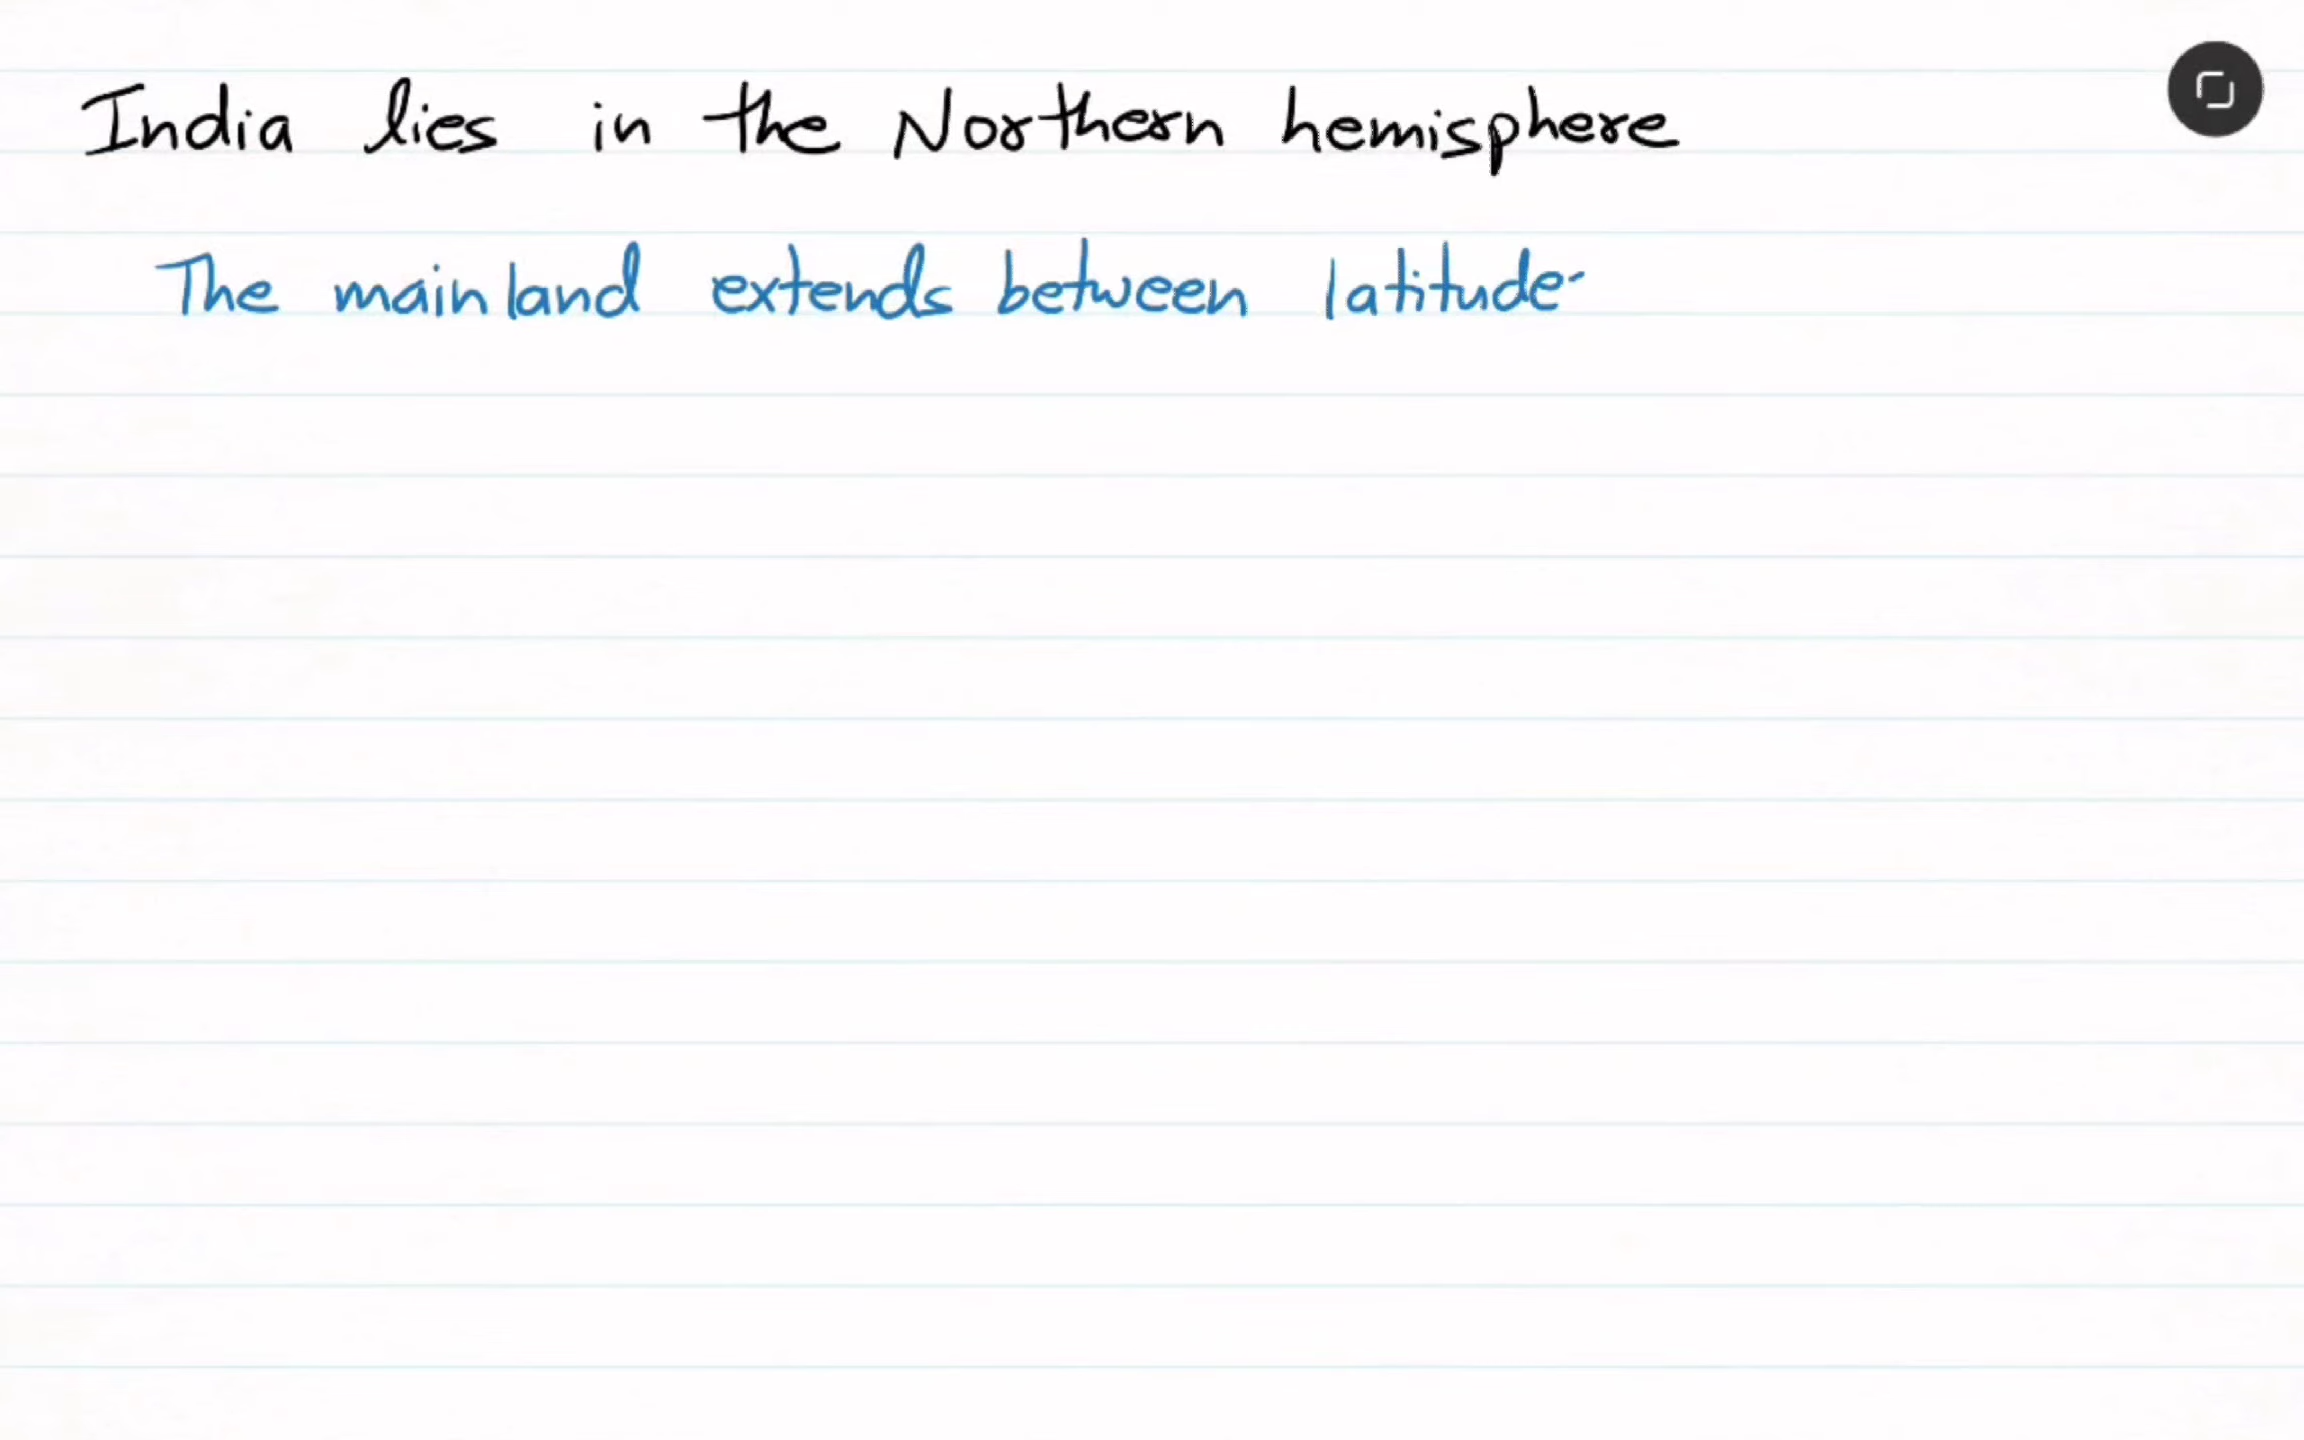 India lies in the Northern hemisphere
The mainland extends between latitude